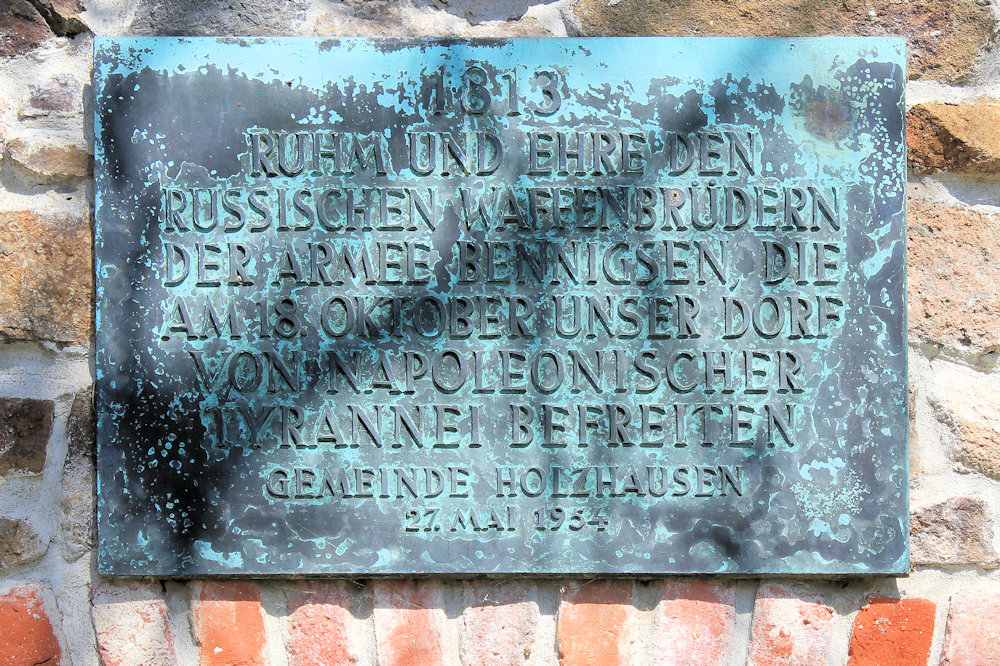 1813
RUHM UND EHRE DEN
RUSSISCHEN WAFFENBRÜDERN
DER ARMEE BENNIGSEN, DIE
AM 18. OKTOBER UNSER DORF
VON NAPOLEONISCHER
TYRANNEI BEFREITEN
GEMEINDE HOLZHAUSEN
27. MAI 1954